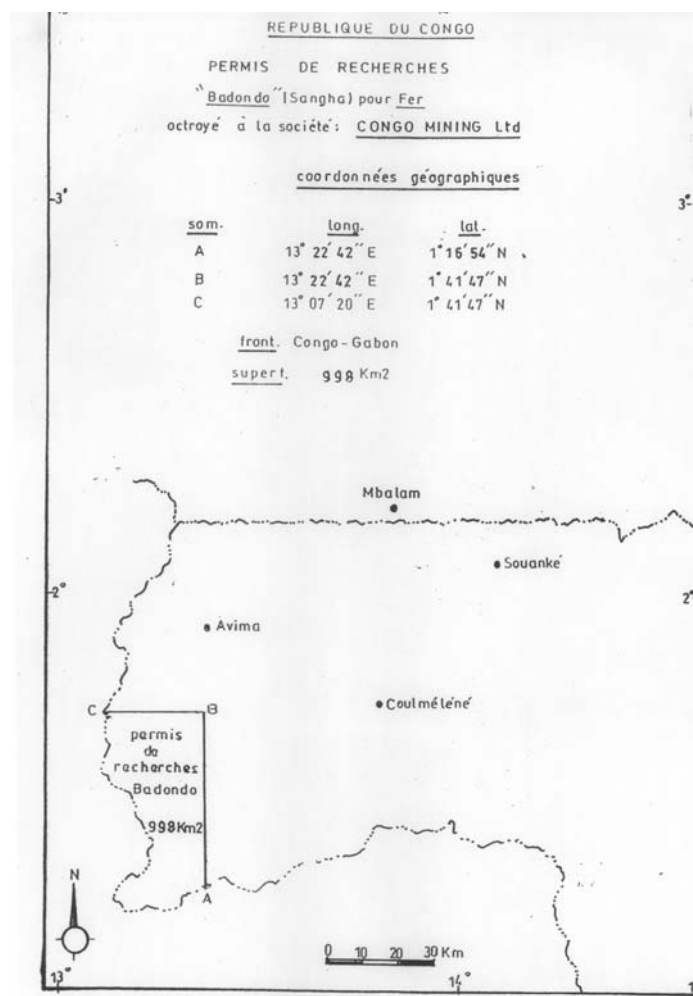 REPUBLIQUE DU CONGO
PERMIS DE RECHERCHES
"Badondo" (Sangha) pour Fer
octroyé à la société: CONGO MINING Ltd
coordonnées géographiques
3° 3°
som. long. lat.
A 13° 22' 42" E 1° 16' 54" N
B 13° 22' 42" E 1° 41' 47" N
C 13° 07' 20" E 1° 41' 47" N
front. Congo-Gabon
superf. 998 Km2
Mbalam
Souanké
2° 2°
Avima
C B
Coulméléné
permis
de
recherches
Badondo
998 Km2
N
A
0 10 20 30 Km
13° 14°